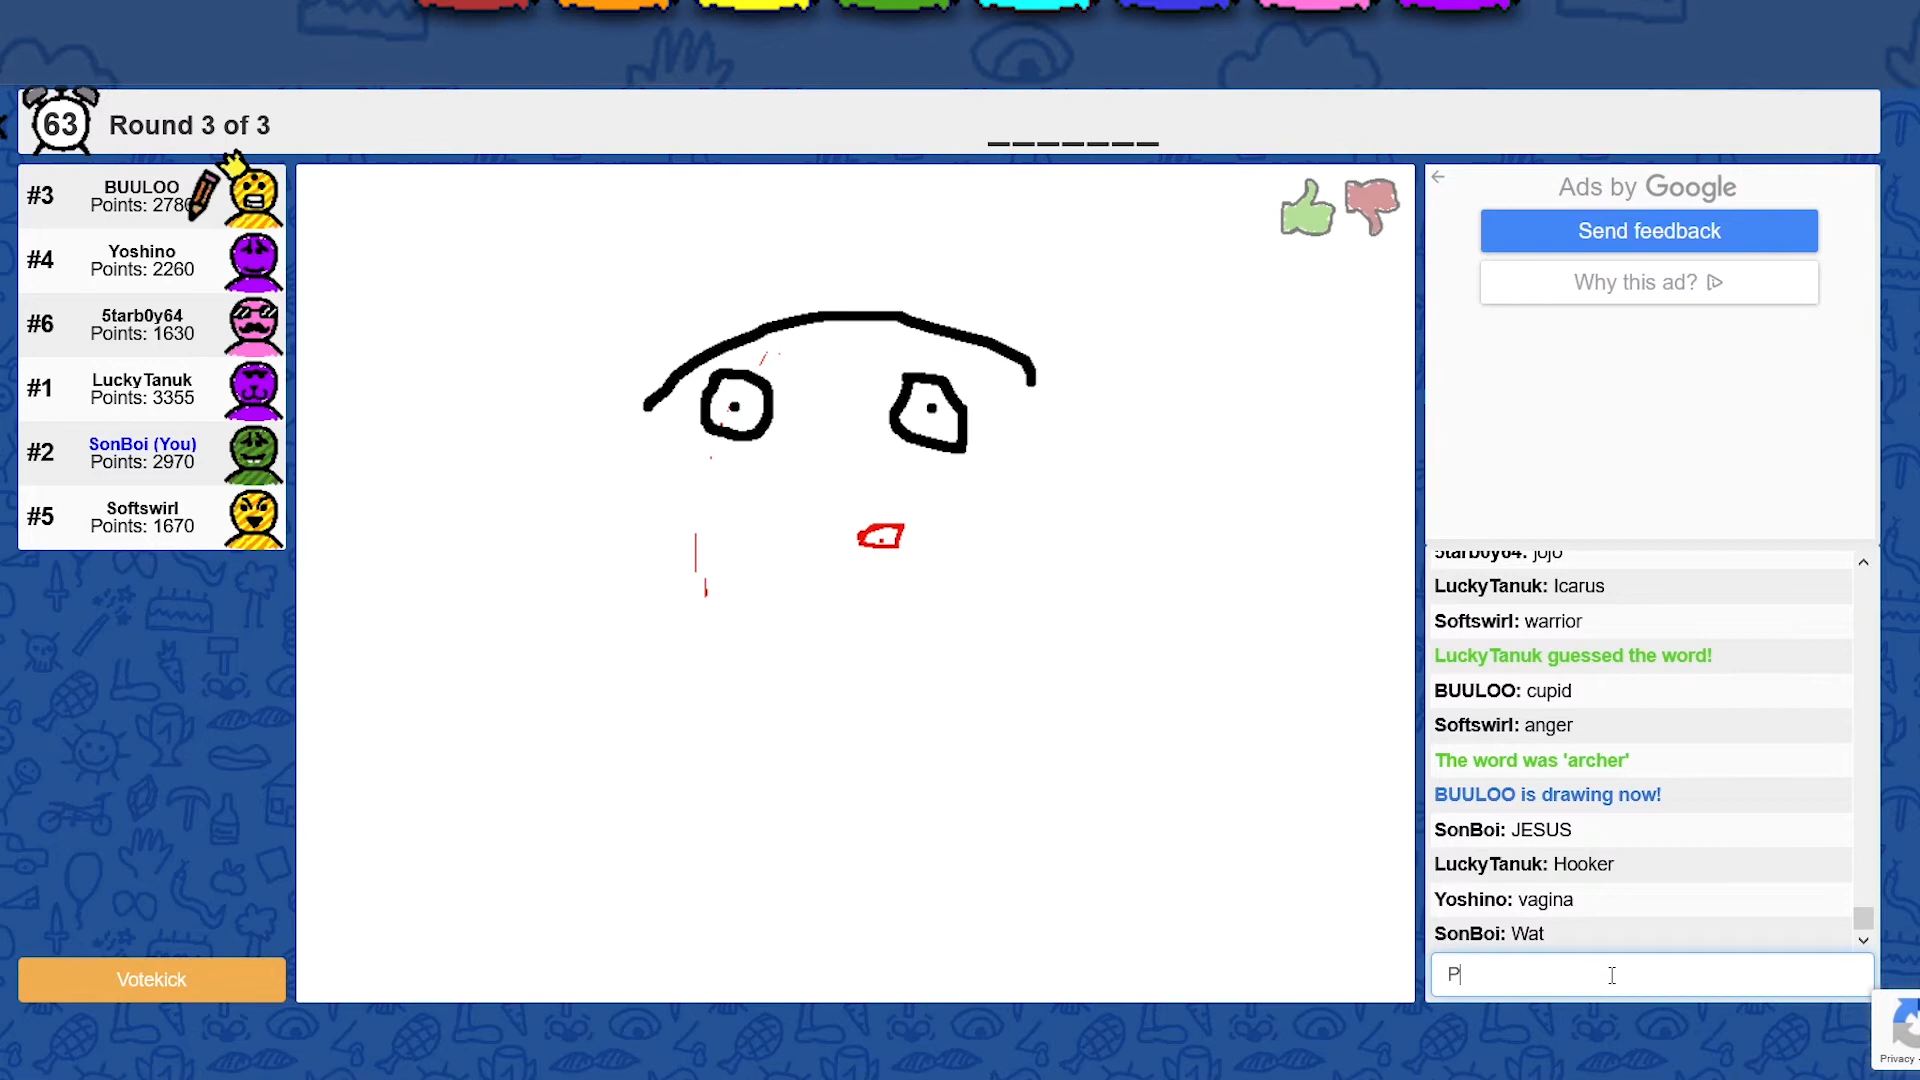 63
Round 3 of 3
_______
#3
BUULOO
Points: 2780
#4
Yoshino
Points: 2260
#6
5tarb0y64
Points: 1630
#1
LuckyTanuk
Points: 3355
#2
SonBoi (You)
Points: 2970
#5
Softswirl
Points: 1670
Votekick
Ads by Google
Send feedback
Why this ad?
5tarb0y64: jojo
LuckyTanuk: Icarus
Softswirl: warrior
LuckyTanuk guessed the word!
BUULOO: cupid
Softswirl: anger
The word was 'archer'
BUULOO is drawing now!
SonBoi: JESUS
LuckyTanuk: Hooker
Yoshino: vagina
SonBoi: Wat
P
Privacy -